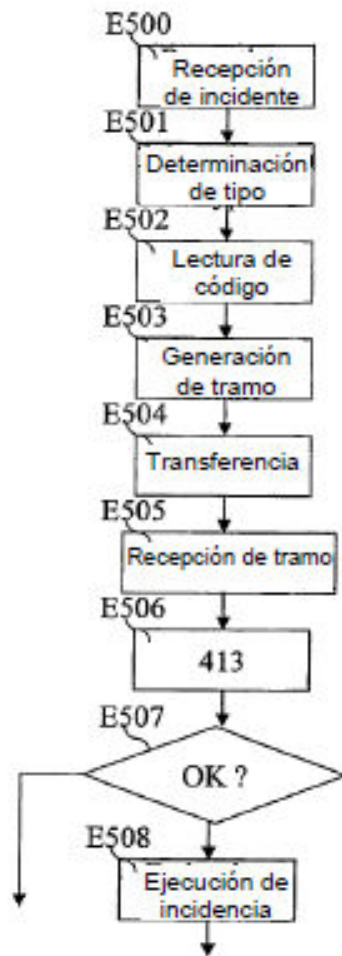 E500
Recepción
de incidente
E501
Determinación
de tipo
E502
Lectura de
código
E503
Generación
de tramo
E504
Transferencia
E505
Recepción de tramo
E506
413
E507
OK ?
E508
Ejecución de
incidencia